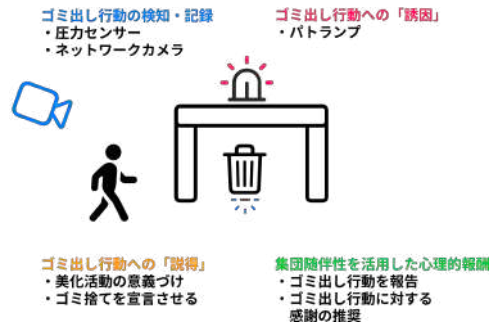 ゴミ出し行動の検知・記録
・圧力センサー
・ネットワークカメラ
ゴミ出し行動への「誘因」
・パトランプ
ゴミ出し行動への「説得」
・美化活動の意義づけ
・ゴミ捨てを宣言させる
集団随伴性を活用した心理的報酬
・ゴミ出し行動を報告
・ゴミ出し行動に対する
感謝の推奨